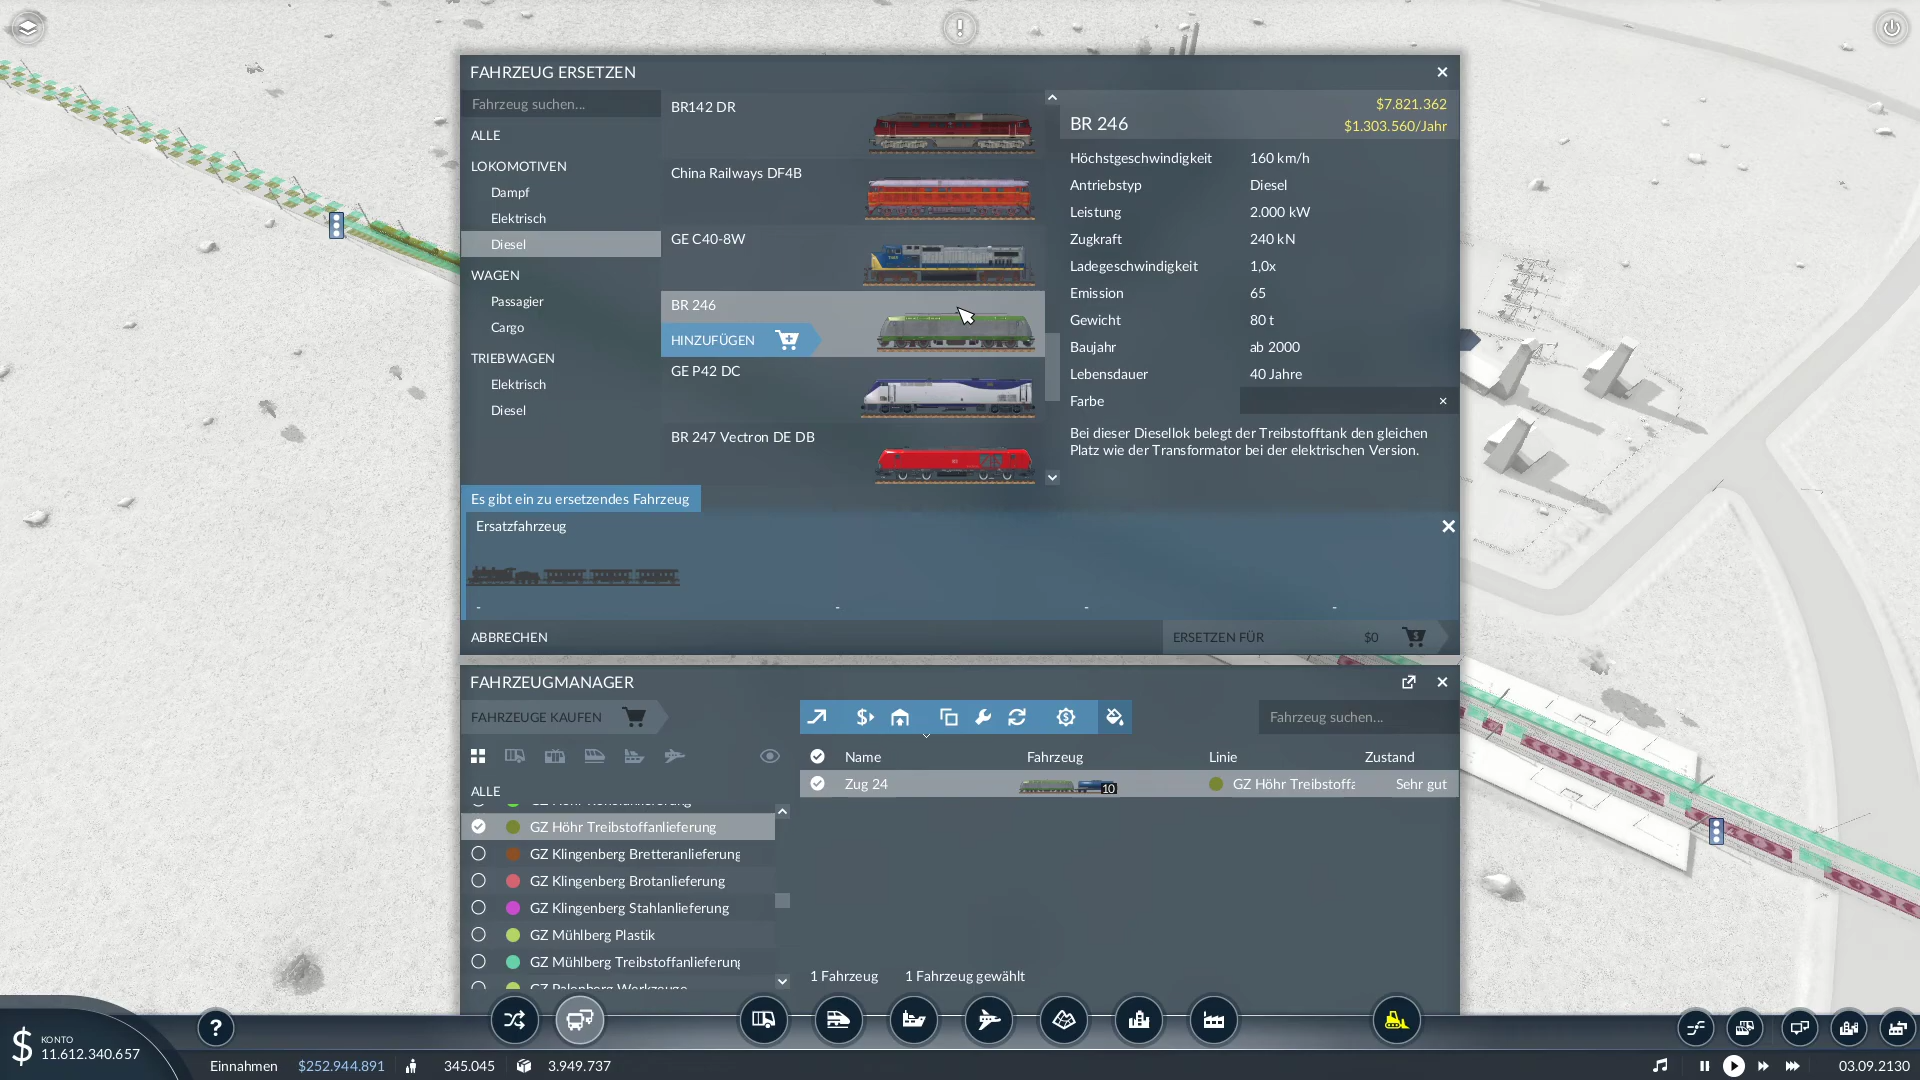 FAHRZEUG ERSETZEN
Fahrzeug suchen...
ALLE
LOKOMOTIVEN
Dampf
Elektrisch
Diesel
WAGEN
Passagier
Cargo
TRIEBWAGEN
Elektrisch
Diesel
BR142 DR
China Railways DF4B
GE C40-8W
BR 246
HINZUFÜGEN
GE P42 DC
BR 247 Vectron DE DB
$7.821.362
BR 246
$1.303.560/Jahr
Höchstgeschwindigkeit 160 km/h
Antriebstyp Diesel
Leistung 2.000 kW
Zugkraft 240 kN
Ladegeschwindigkeit 1,0x
Emission 65
Gewicht 80 t
Baujahr ab 2000
Lebensdauer 40 Jahre
Farbe
Bei dieser Diesellok belegt der Treibstofftank den gleichen
Platz wie der Transformator bei der elektrischen Version.
Es gibt ein zu ersetzendes Fahrzeug
Ersatzfahrzeug
- - - -
ABBRECHEN
ERSETZEN FÜR $0
FAHRZEUGMANAGER
FAHRZEUGE KAUFEN
Fahrzeug suchen...
ALLE
GZ Höhr Treibstoffanlieferung
GZ Klingenberg Bretteranlieferung
GZ Klingenberg Brotanlieferung
GZ Klingenberg Stahlanlieferung
GZ Mühlberg Plastik
GZ Mühlberg Treibstoffanlieferung
Name Fahrzeug Linie Zustand
Zug 24 10 GZ Höhr Treibstoffa Sehr gut
1 Fahrzeug 1 Fahrzeug gewählt
KONTO
11.612.340.657
Einnahmen $252.944.891 345.045 3.949.737
03.09.2130